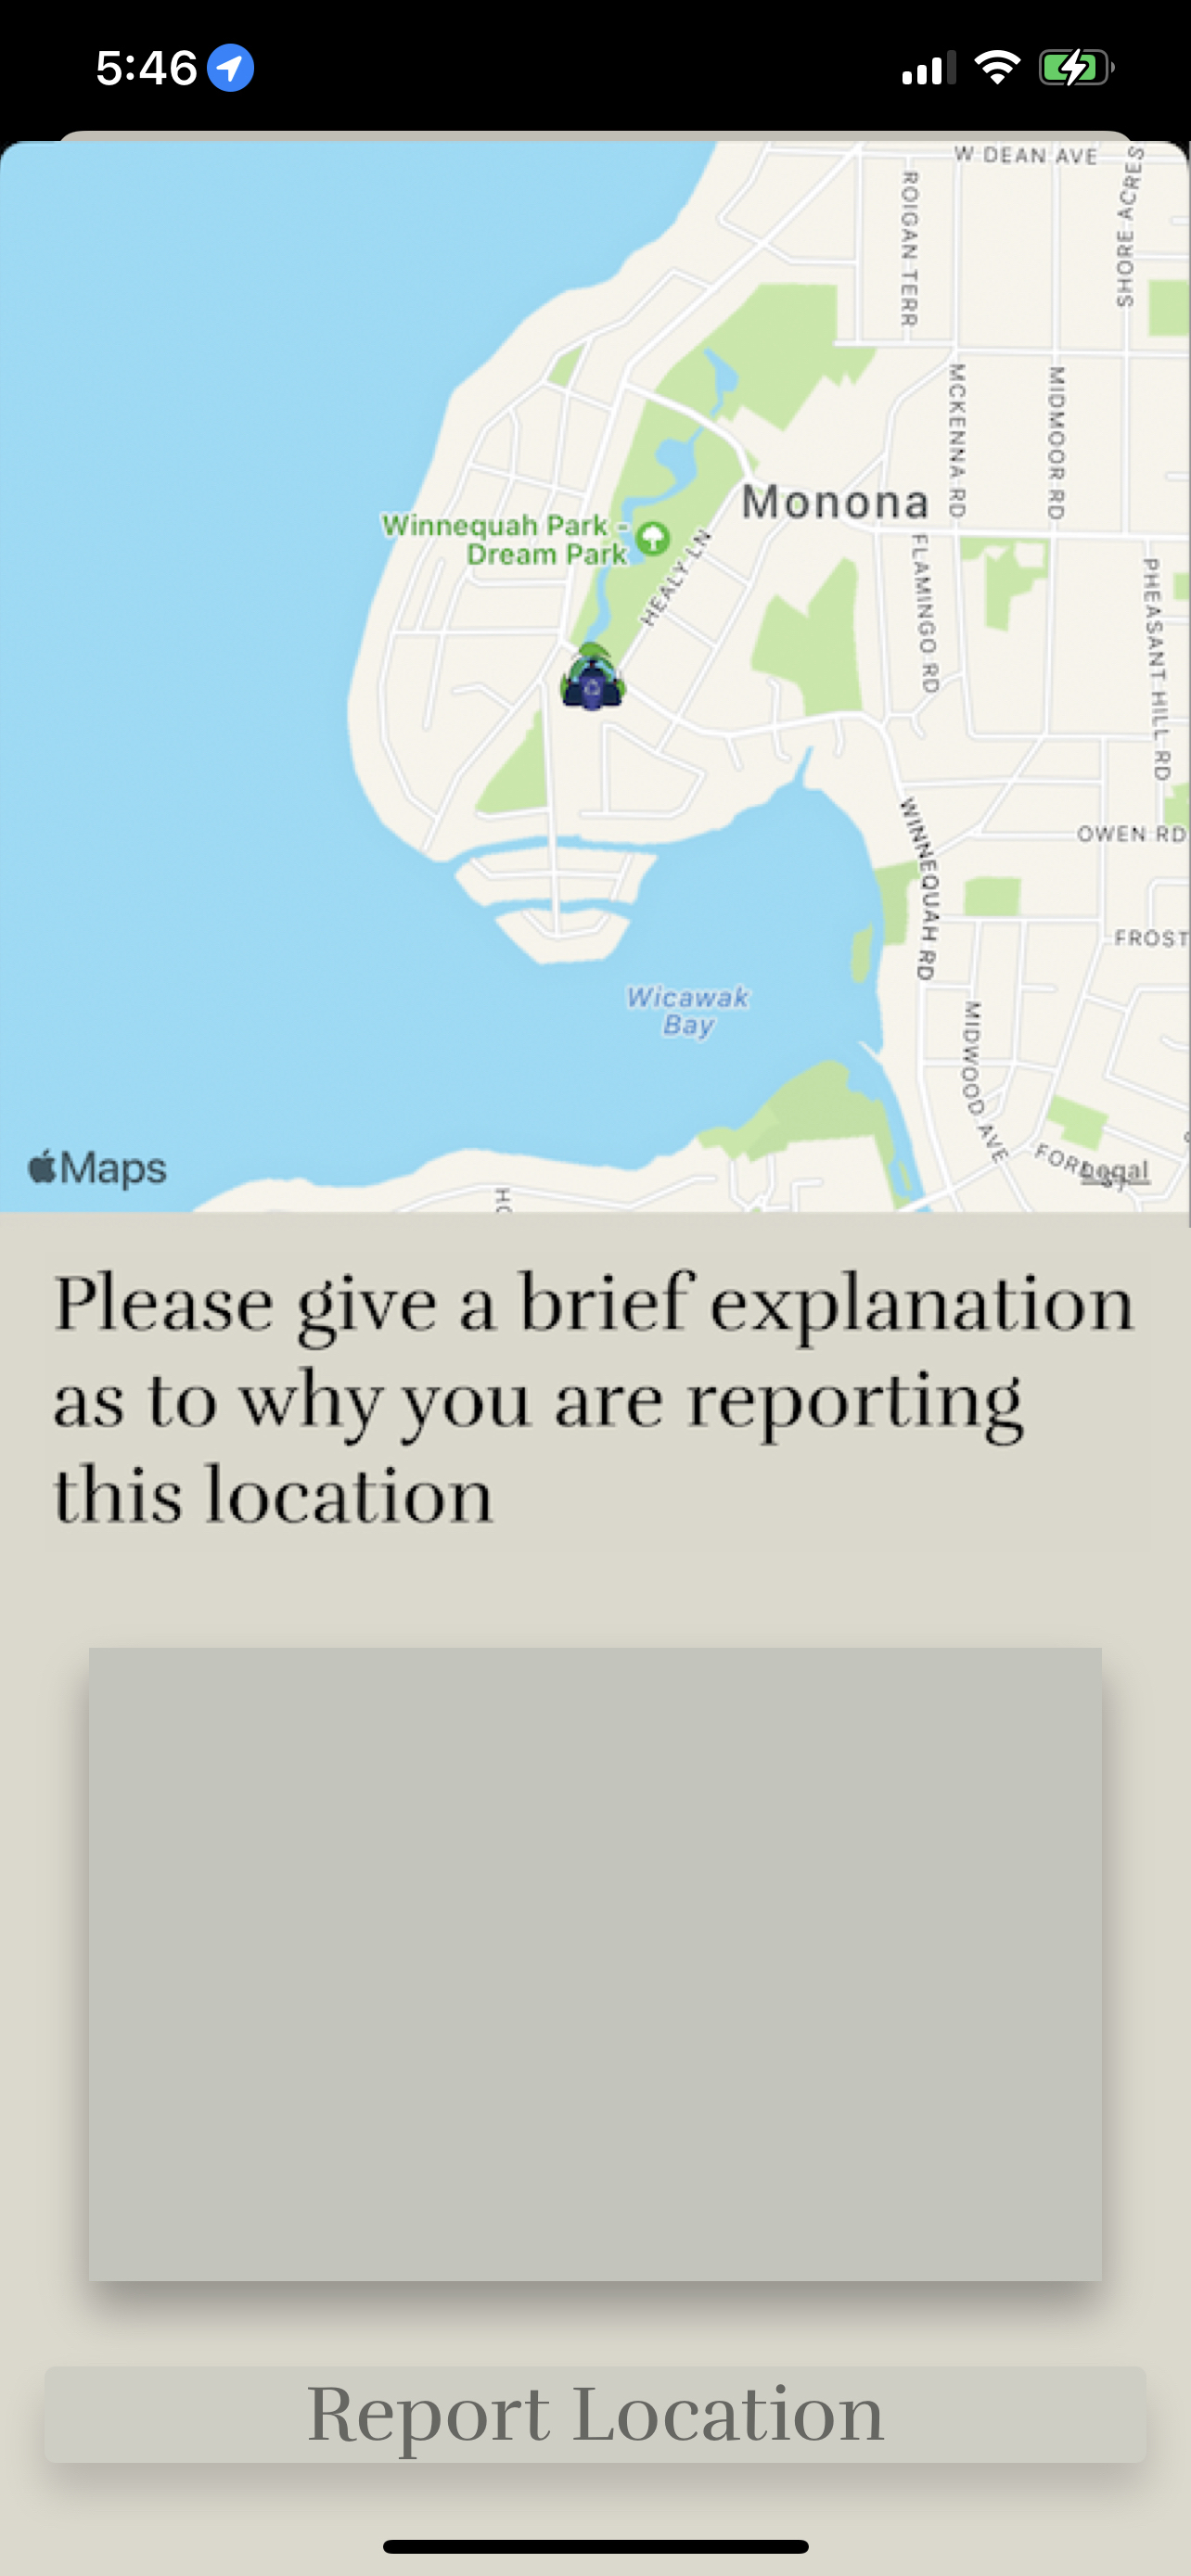 5:46
W DEAN AVE
ROIGAN TERR
SHORE ACRES
MCKENNA RD
MIDMOOR RD
Monona
Winnequah Park -
Dream Park
HEALY LN
FLAMINGO RD
PHEASANT HILL RD
WINNEQUAH RD
OWEN RD
FROST
Wicawak
Bay
MIDWOOD AVE
Maps
Legal
Please give a brief explanation
as to why you are reporting
this location
Report Location